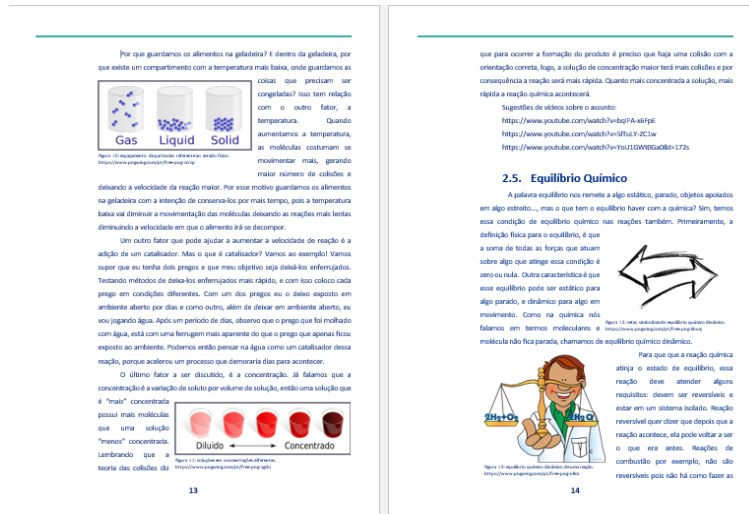 Por que guardamos os alimentos na geladeira? E dentro da geladeira, por
que existe um compartimento com a temperatura mais baixa, onde guardamos as
coisas que precisam ser
congeladas? Isso tem relação
com o outro fator, a
temperatura. Quando
aumentamos a temperatura,
as moléculas costumam se
movimentar mais, gerando
maior número de colisões e
Gas Liquid Solid
deixando a velocidade da reação maior. Por esse motivo guardamos os alimentos
na geladeira com a intenção de conserva-los por mais tempo, pois a temperatura
baixa vai diminuir a movimentação das moléculas deixando as reações mais lentas
diminuindo a velocidade em que o alimento irá se decompor.
Um outro fator que pode ajudar a aumentar a velocidade de reação é a
adição de um catalisador. Mas o que é catalisador? Vamos ao exemplo! Vamos
supor que eu tenha dois pregos e que meu objetivo seja deixá-los enferrujados.
Testando métodos de deixa-los enferrujados mais rápido, e com isso coloco cada
prego em condições diferentes. Com um dos pregos eu o deixo exposto em
ambiente aberto por dias e como outro, além de deixar em ambiente aberto, eu
vou jogando água. Após um período de dias, observo que o prego que foi molhado
com água, está com uma ferrugem mais aparente do que o prego que apenas ficou
exposto ao ambiente. Podemos então pensar na água como um catalisador dessa
reação, porque acelerou um processo que demoraria dias para acontecer.
O último fator a ser discutido, é a concentração. Já falamos que a
concentração é a variação de soluto por volume de solução, então uma solução que
é "mais" concentrada
possui mais moléculas
que uma solução
"menos" concentrada.
Lembrando que a
teoria das colisões diz
Diluído Concentrado
Figura 11: soluções em concentrações diferentes.
13
que para ocorrer a formação do produto é preciso que haja uma colisão com a
orientação correta, logo, a solução de concentração maior terá mais colisões e por
consequência a reação será mais rápida. Quanto mais concentrada a solução, mais
rápida a reação química acontecerá.
Sugestões de vídeos sobre o assunto:
2.5. Equilíbrio Químico
A palavra equilíbrio nos remete a algo estático, parado, objetos apoiados
em algo estreito..., mas o que tem o equilíbrio haver com a química? Sim, temos
essa condição de equilíbrio químico nas reações também. Primeiramente, a
definição física para o equilíbrio, é que
a soma de todas as forças que atuam
sobre algo que atinge essa condição é
zero ou nula. Outra característica é que
esse equilíbrio pode ser estático para
algo parado, e dinâmico para algo em
movimento. Como na química nós
falamos em termos moleculares e
Figura 12: setas simbolizando equilíbrio químico dinâmico.
molécula não fica parada, chamamos de equilíbrio químico dinâmico.
Para que que a reação química
atinja o estado de equilíbrio, essa
reação deve atender alguns
requisitos: devem ser reversíveis e
estar em um sistema isolado. Reação
reversível quer dizer que depois que a
reação acontece, ela pode voltar a ser
o que era antes. Reações de
combustão por exemplo, não são
reversíveis pois não há como fazer as
2H₂+O₂
Figura 13: equilíbrio químico dinâmico de uma reação.
14